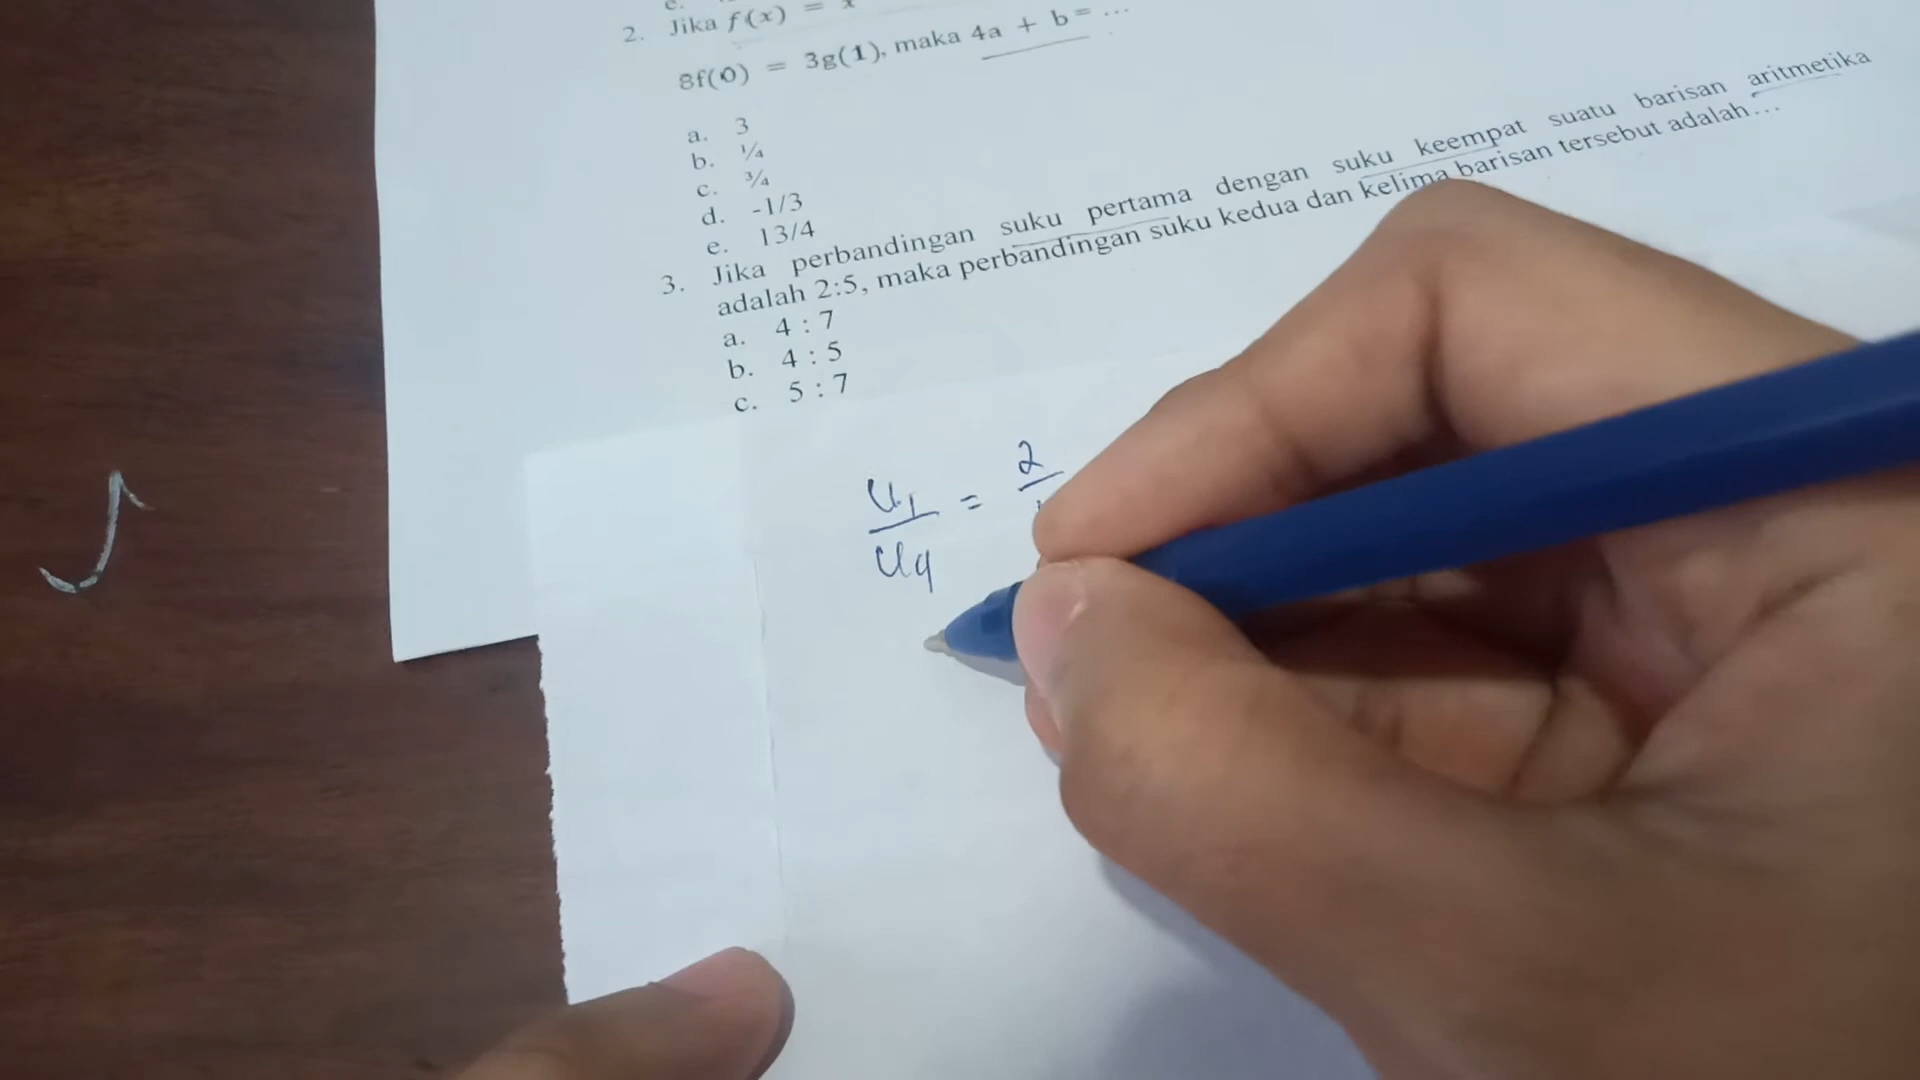 2. Jika f(x) =
8f(0) = 3g(1), maka 4a + b = ...
a. 3
b. ¼
c. ¾
d. -1/3
e. 13/4
3. Jika perbandingan suku pertama dengan suku keempat suatu barisan aritmetika
adalah 2:5, maka perbandingan suku kedua dan kelima barisan tersebut adalah...
a. 4 : 7
b. 4 : 5
c. 5 : 7
U1 = 2
U4